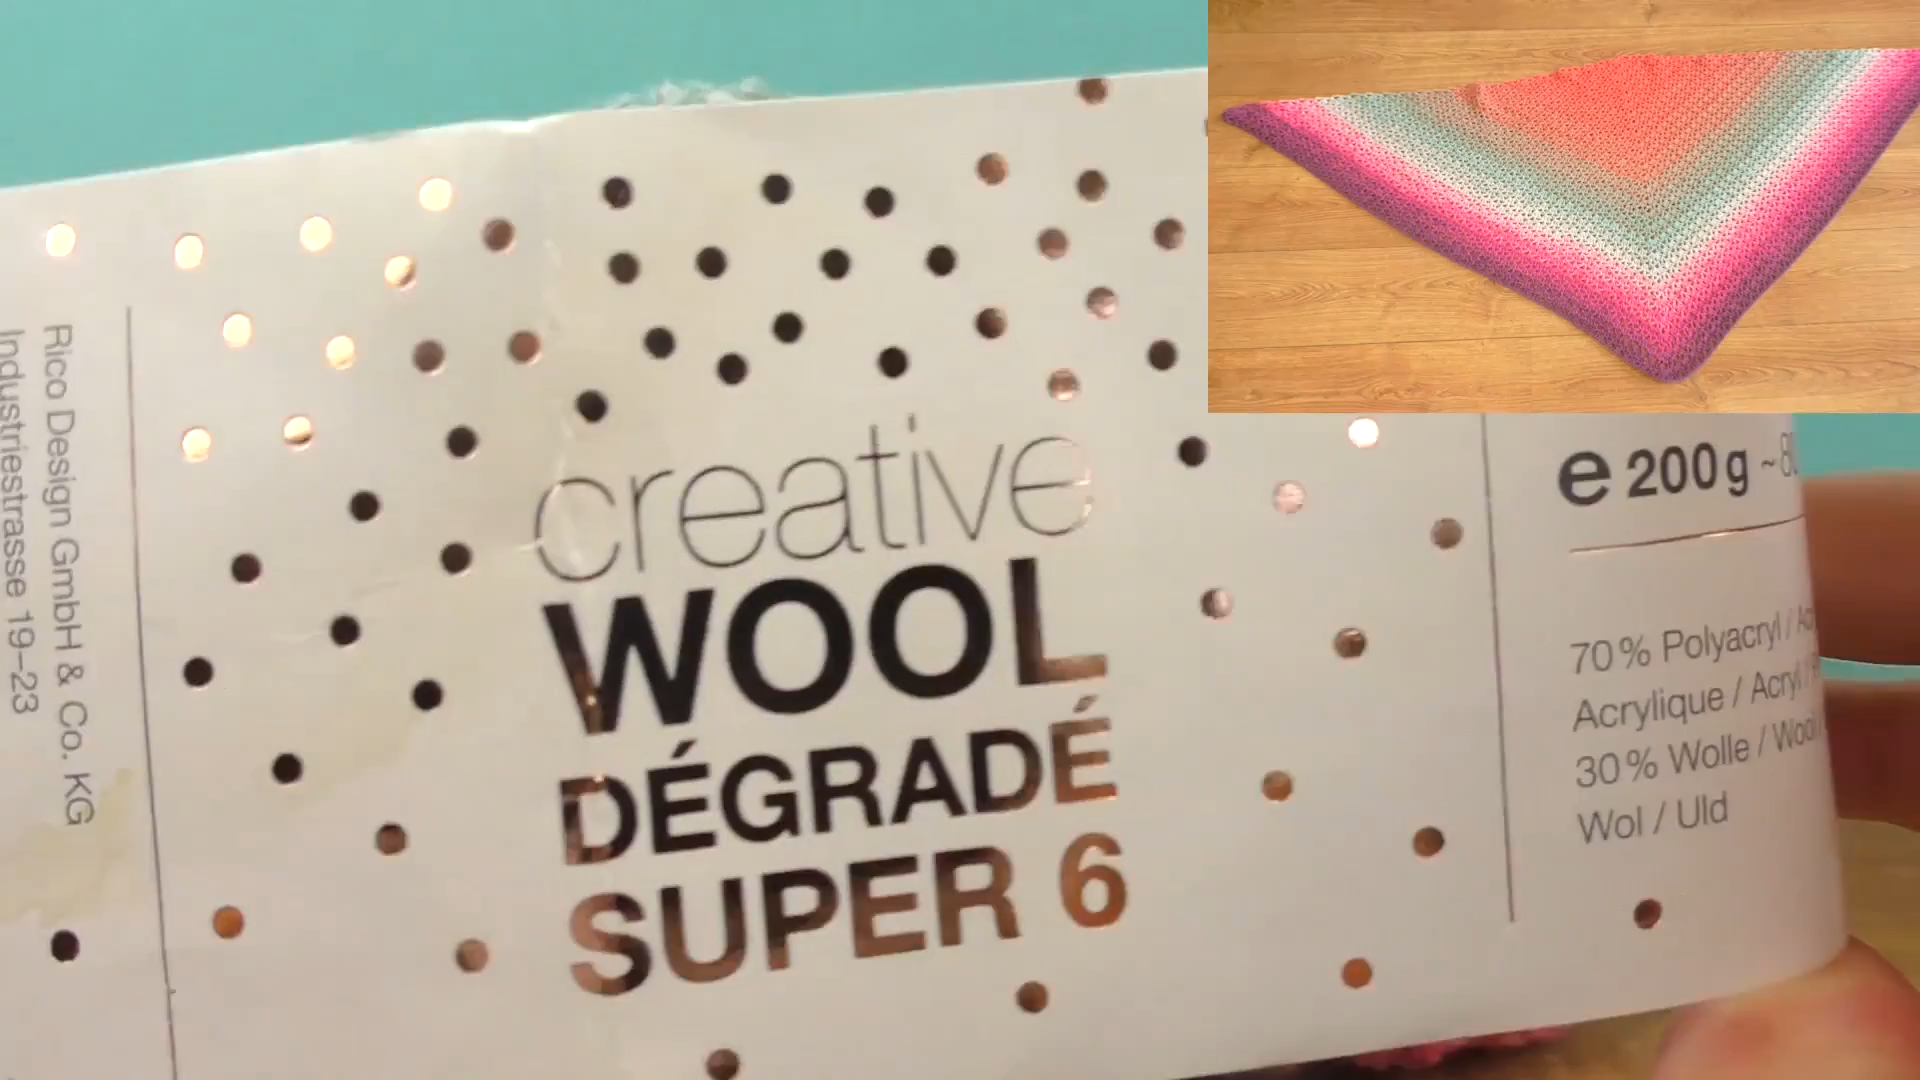 Rico Design GmbH & Co. KG
Industriestrasse 19–23
creative
WOOL
DÉGRADÉ
SUPER 6
e 200 g ~
70 % Polyacryl /
Acrylique / Acryl /
30 % Wolle / Wool /
Wol / Uld